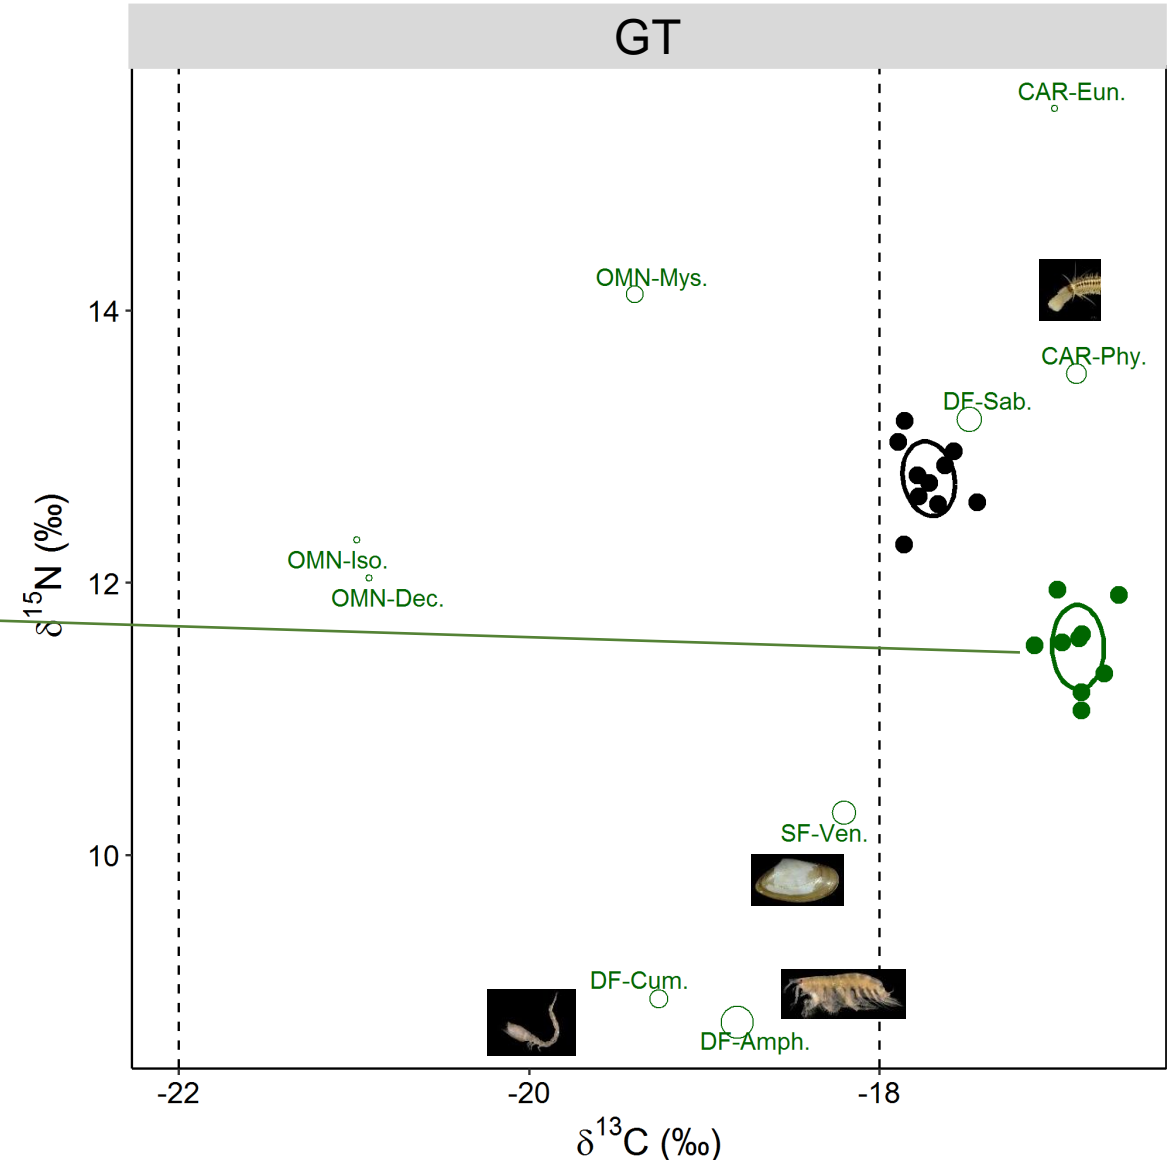 GT
CAR-Eun.
OMN-Mys.
14
CAR-Phy.
DF-Sab.
OMN-Iso.
12
OMN-Dec.
δ15N (‰)
SF-Ven.
10
DF-Cum.
DF-Amph.
-22 -20 -18
δ13C (‰)